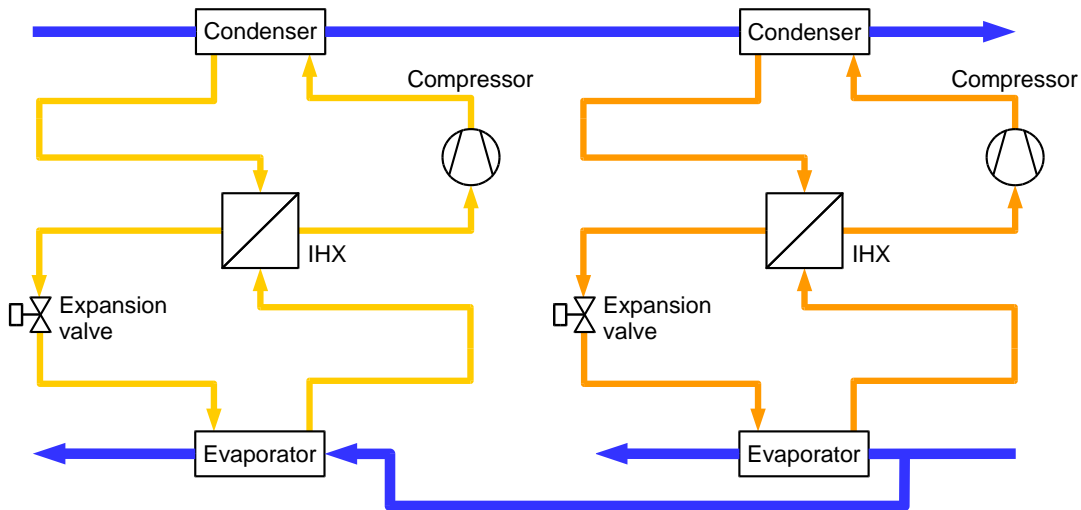 Condenser
Condenser
Compressor
Compressor
IHX
IHX
Expansion
valve
Expansion
valve
Evaporator
Evaporator